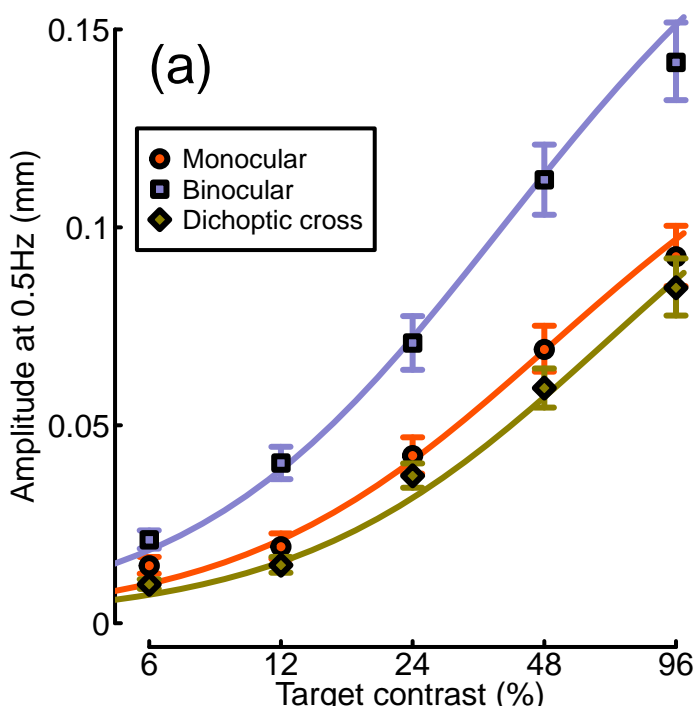 (a)
Monocular
Binocular
Dichoptic cross
Amplitude at 0.5Hz (mm)
0.15
0.1
0.05
0
6 12 24 48 96
Target contrast (%)